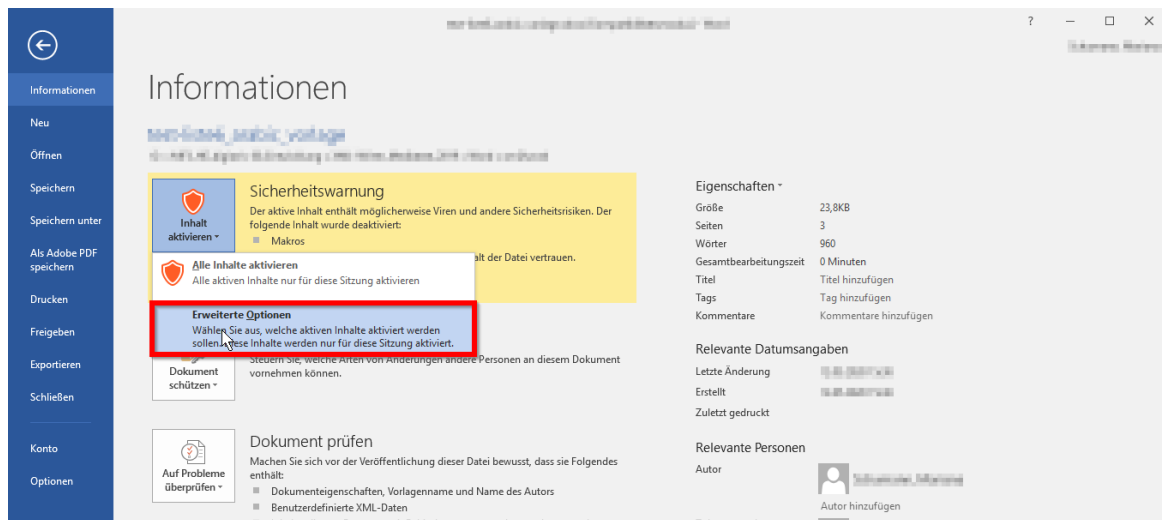 ?
Informationen
Neu
Öffnen
Speichern
Speichern unter
Als Adobe PDF
speichern
Drucken
Freigeben
Exportieren
Schließen
Konto
Optionen
Informationen
Inhalt
aktivieren
Sicherheitswarnung
Der aktive Inhalt enthält möglicherweise Viren und andere Sicherheitsrisiken. Der
folgende Inhalt wurde deaktiviert:
Makros
alt der Datei vertrauen.
Alle Inhalte aktivieren
Alle aktiven Inhalte nur für diese Sitzung aktivieren
Erweiterte Optionen
Wählen Sie aus, welche aktiven Inhalte aktiviert werden
sollen. Diese Inhalte werden nur für diese Sitzung aktiviert.
Dokument
schützen
Steuern Sie, welche Arten von Änderungen andere Personen an diesem Dokument
vornehmen können.
Auf Probleme
überprüfen
Dokument prüfen
Machen Sie sich vor der Veröffentlichung dieser Datei bewusst, dass sie Folgendes
enthält:
Dokumenteigenschaften, Vorlagenname und Name des Autors
Benutzerdefinierte XML-Daten
Eigenschaften
Größe 23,8KB
Seiten 3
Wörter 960
Gesamtbearbeitungszeit 0 Minuten
Titel Titel hinzufügen
Tags Tag hinzufügen
Kommentare Kommentare hinzufügen
Relevante Datumsangaben
Letzte Änderung
Erstellt
Zuletzt gedruckt
Relevante Personen
Autor
Autor hinzufügen